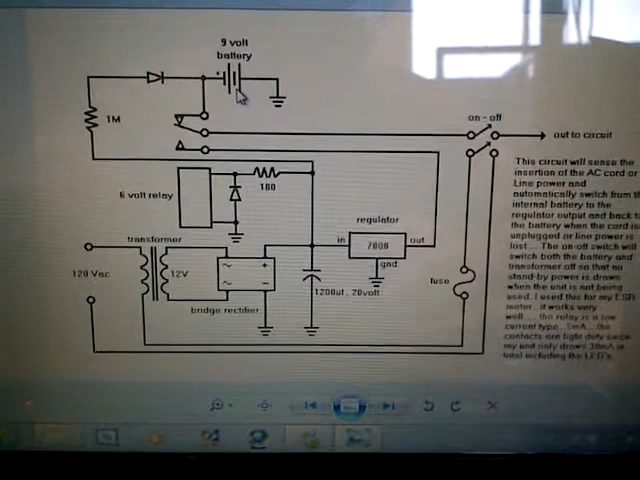 9 volt
battery
+
1M
on - off
out to circuit
6 volt relay
180
regulator
in
7808
out
gnd
transformer
120 Vac
12V
~ +
~ -
bridge rectifier
1200uf, 20volt
fuse
This circuit will sense the
insertion of the AC cord or
Line power and
automatically switch from the
internal battery to the
regulator output and back to
the battery when the cord is
unplugged or line power is
lost... The on-off switch will
switch both the battery and
transformer off so that no
stand-by power is drawn
when the unit is not being
used. I used this for my ESR
meter.. it works very
well.... the relay is a low
current type.. 5mA.. the
contacts are light duty since
my unit only draws 30mA in
total including the LED's